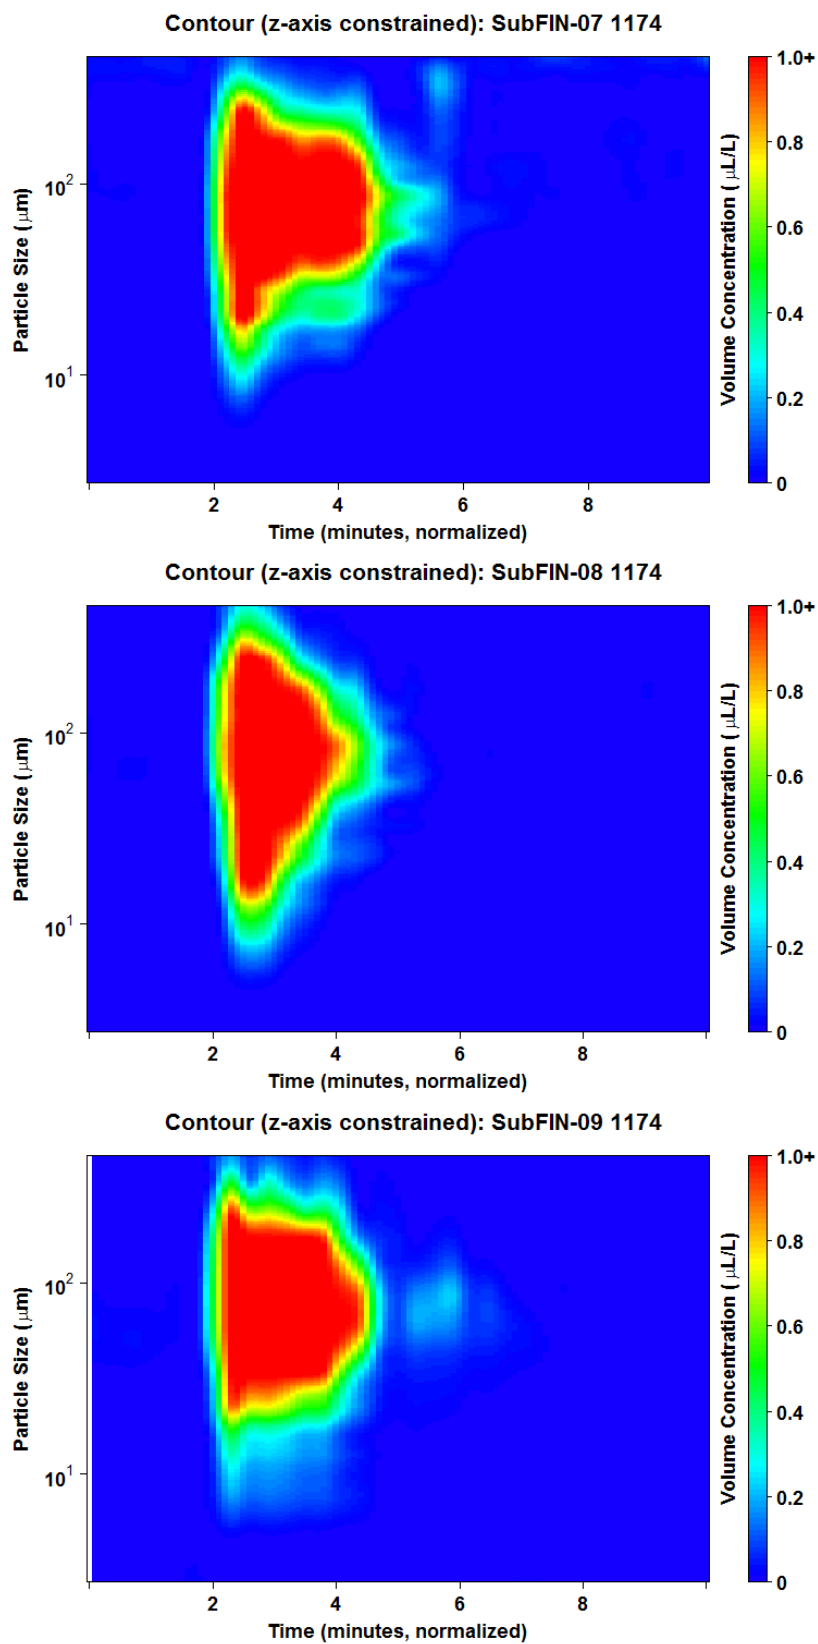 Contour (z-axis constrained): SubFIN-07 1174
1.0+
0.8
0.6
0.4
0.2
0
Volume Concentration ( μL/L)
Particle Size ( μm)
10²
10¹
2 4 6 8
Time (minutes, normalized)
Contour (z-axis constrained): SubFIN-08 1174
1.0+
0.8
0.6
0.4
0.2
0
Volume Concentration ( μL/L)
Particle Size ( μm)
10²
10¹
2 4 6 8
Time (minutes, normalized)
Contour (z-axis constrained): SubFIN-09 1174
1.0+
0.8
0.6
0.4
0.2
0
Volume Concentration ( μL/L)
Particle Size ( μm)
10²
10¹
2 4 6 8
Time (minutes, normalized)